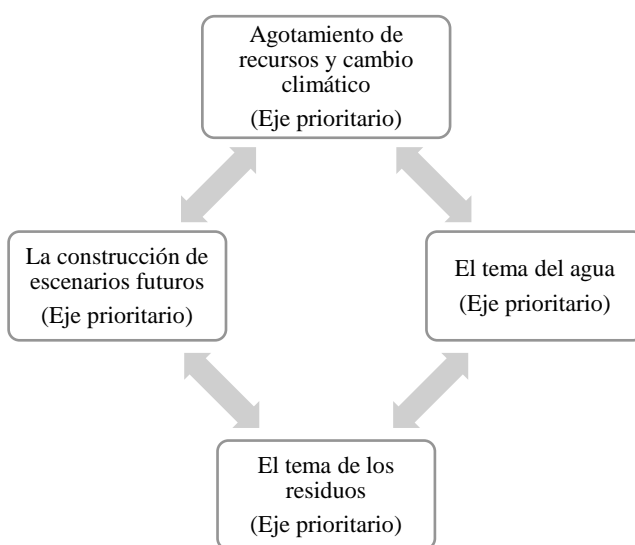 Agotamiento de
recursos y cambio
climático
(Eje prioritario)
La construcción de
escenarios futuros
(Eje prioritario)
El tema del agua
(Eje prioritario)
El tema de los
residuos
(Eje prioritario)